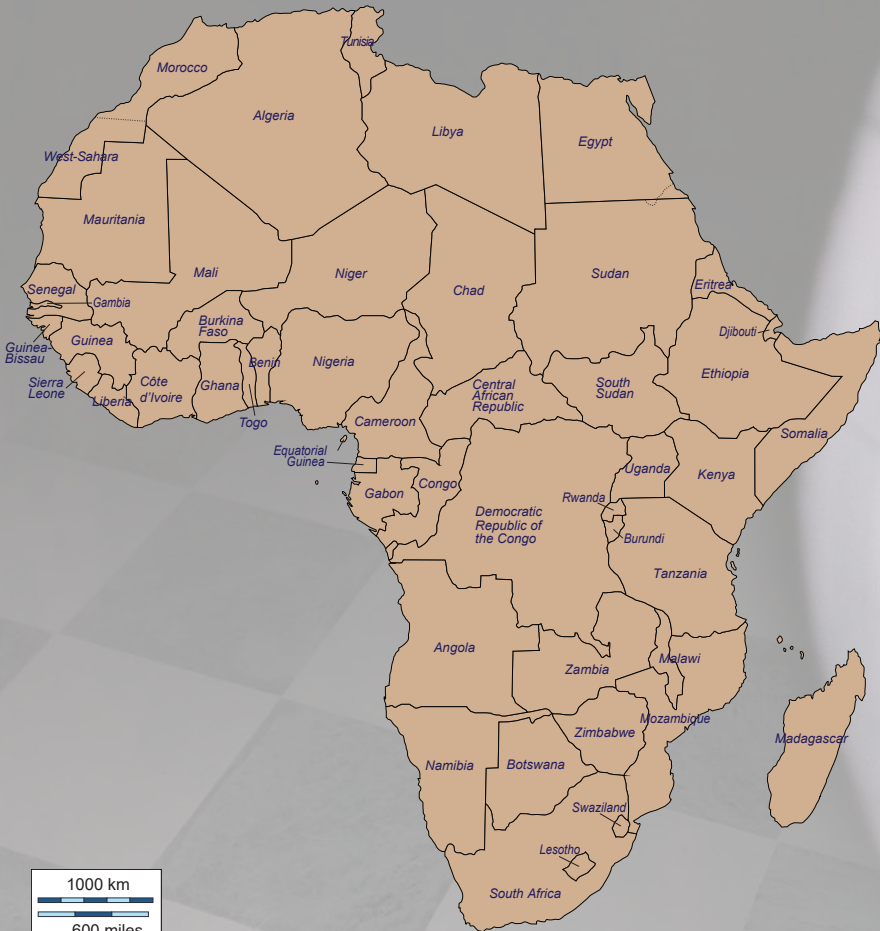 Tunisia
Morocco
Algeria
Libya
Egypt
West-Sahara
Mauritania
Mali
Niger
Chad
Sudan
Eritrea
Senegal
Gambia
Djibouti
Burkina
Faso
Guinea-
Bissau
Guinea
Benin
Nigeria
Ethiopia
Sierra
Leone
Liberia
Côte
d'Ivoire
Ghana
Togo
Central
African
Republic
South
Sudan
Cameroon
Somalia
Equatorial
Guinea
Uganda
Kenya
Gabon
Congo
Rwanda
Democratic
Republic of
the Congo
Burundi
Tanzania
Angola
Malawi
Zambia
Mozambique
Zimbabwe
Madagascar
Namibia
Botswana
Swaziland
Lesotho
South Africa
1000 km
600 miles